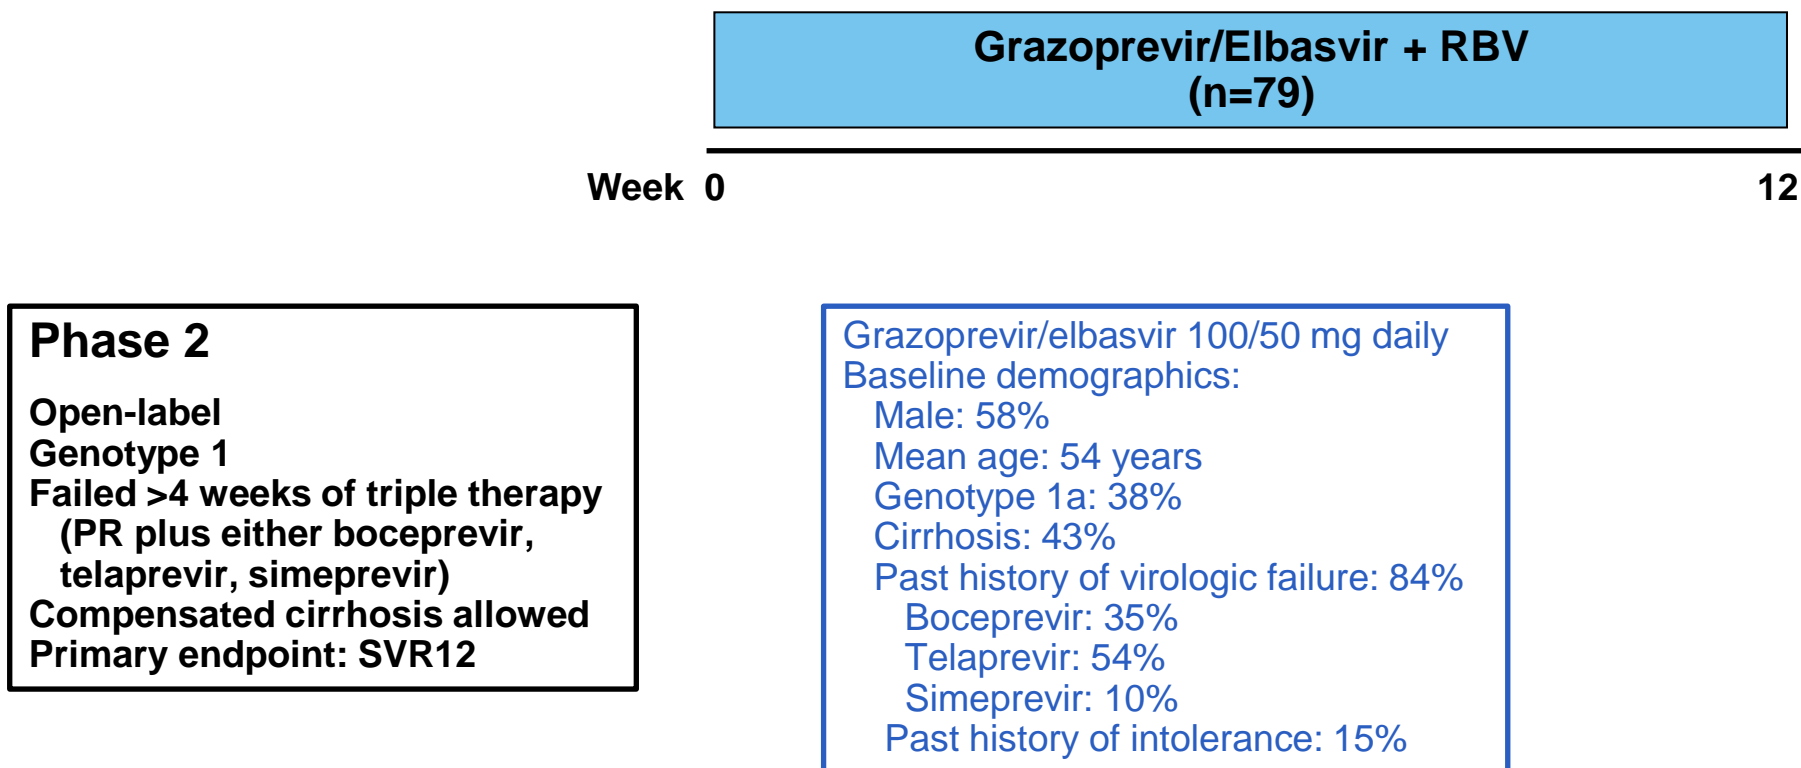 Grazoprevir/Elbasvir + RBV
(n=79)
Week 0 12
Phase 2
Open-label
Genotype 1
Failed >4 weeks of triple therapy
(PR plus either boceprevir,
telaprevir, simeprevir)
Compensated cirrhosis allowed
Primary endpoint: SVR12
Grazoprevir/elbasvir 100/50 mg daily
Baseline demographics:
Male: 58%
Mean age: 54 years
Genotype 1a: 38%
Cirrhosis: 43%
Past history of virologic failure: 84%
Boceprevir: 35%
Telaprevir: 54%
Simeprevir: 10%
Past history of intolerance: 15%